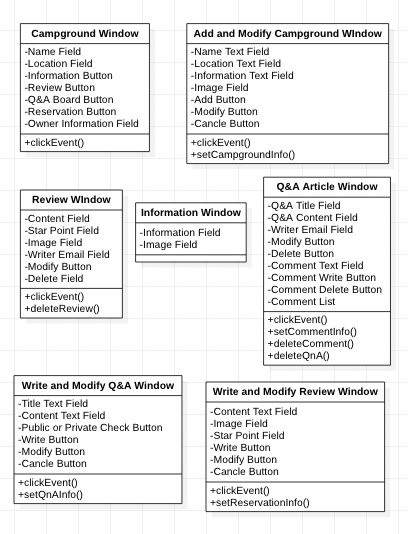 Campground Window
-Name Field
-Location Field
-Information Button
-Review Button
-Q&A Board Button
-Reservation Button
-Owner Information Field
+clickEvent()
Add and Modify Campground WIndow
-Name Text Field
-Location Text Field
-Information Text Field
-Image Field
-Add Button
-Modify Button
-Cancle Button
+clickEvent()
+setCampgroundInfo()
Review WIndow
-Content Field
-Star Point Field
-Image Field
-Writer Email Field
-Modify Button
-Delete Field
+clickEvent()
+deleteReview()
Information Window
-Information Field
-Image Field
Q&A Article Window
-Q&A Title Field
-Q&A Content Field
-Writer Email Field
-Modify Button
-Delete Button
-Comment Text Field
-Comment Write Button
-Comment Delete Button
-Comment List
+clickEvent()
+setCommentInfo()
+deleteComment()
+deleteQnA()
Write and Modify Q&A Window
-Title Text Field
-Content Text Field
-Public or Private Check Button
-Write Button
-Modify Button
-Cancle Button
+clickEvent()
+setQnAInfo()
Write and Modify Review Window
-Content Text Field
-Image Field
-Star Point Field
-Write Button
-Modify Button
-Cancle Button
+clickEvent()
+setReservationInfo()